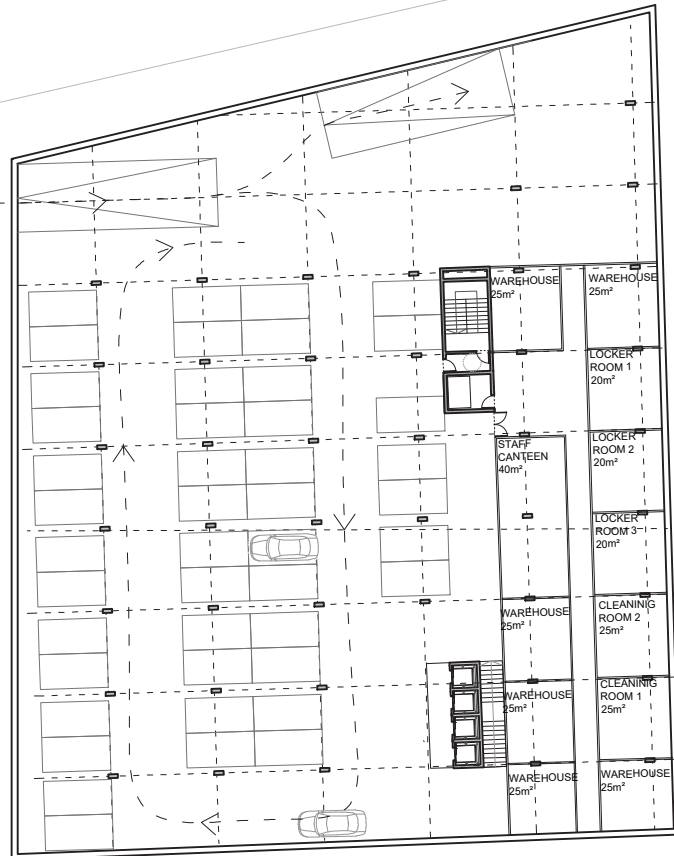 WAREHOUSE
25m²
WAREHOUSE
25m²
LOCKER
ROOM 1
20m²
STAFF
CANTEEN
40m²
LOCKER
ROOM 2
20m²
LOCKER
ROOM 3
20m²
WAREHOUSE
25m²
CLEANINIG
ROOM 2
25m²
WAREHOUSE
25m²
CLEANINIG
ROOM 1
25m²
WAREHOUSE
25m²
WAREHOUSE
25m²